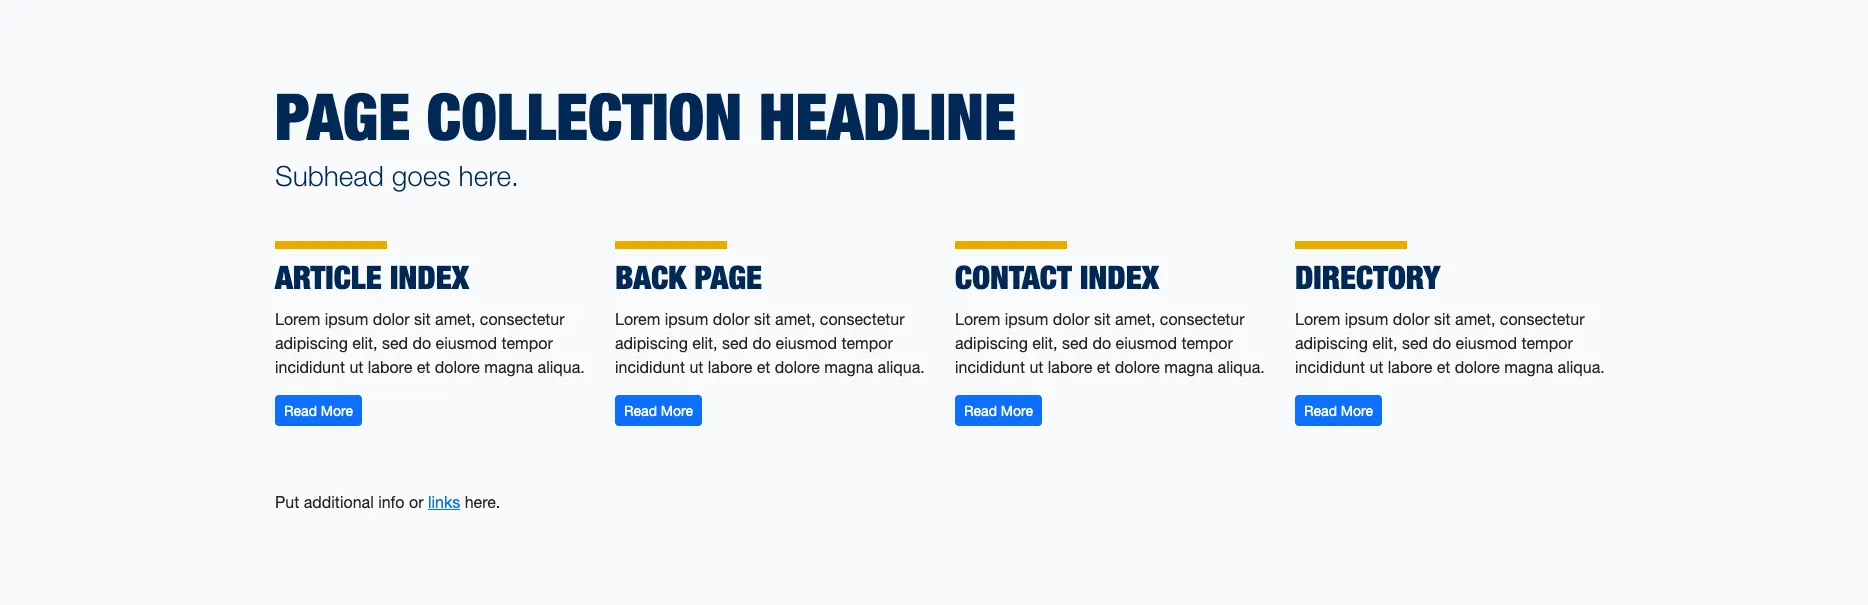 PAGE COLLECTION HEADLINE
Subhead goes here.
ARTICLE INDEX
Lorem ipsum dolor sit amet, consectetur
adipiscing elit, sed do eiusmod tempor
incididunt ut labore et dolore magna aliqua.
Read More
BACK PAGE
Lorem ipsum dolor sit amet, consectetur
adipiscing elit, sed do eiusmod tempor
incididunt ut labore et dolore magna aliqua.
Read More
CONTACT INDEX
Lorem ipsum dolor sit amet, consectetur
adipiscing elit, sed do eiusmod tempor
incididunt ut labore et dolore magna aliqua.
Read More
DIRECTORY
Lorem ipsum dolor sit amet, consectetur
adipiscing elit, sed do eiusmod tempor
incididunt ut labore et dolore magna aliqua.
Read More
Put additional info or links here.